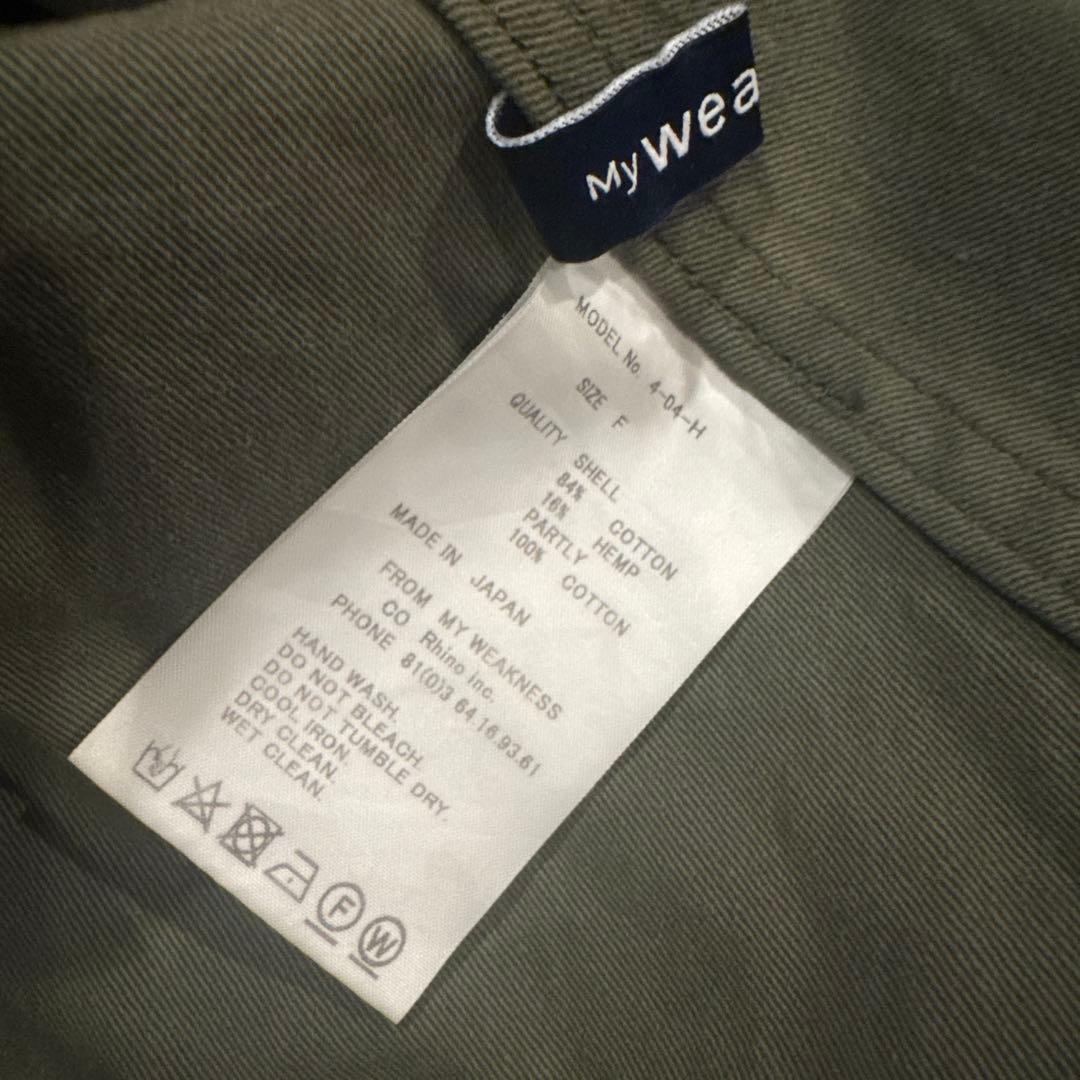 My wea
MODEL No. 4-04-H
SIZE F
QUALITY SHELL
84% COTTON
16% HEMP
PARTLY
100% COTTON
MADE IN JAPAN
FROM MY WEAKNESS
CO Rhino inc.
PHONE 81(0)3 64.16.93.61
HAND WASH.
DO NOT BLEACH.
DO NOT TUMBLE DRY.
COOL IRON.
DRY CLEAN.
WET CLEAN.
F W